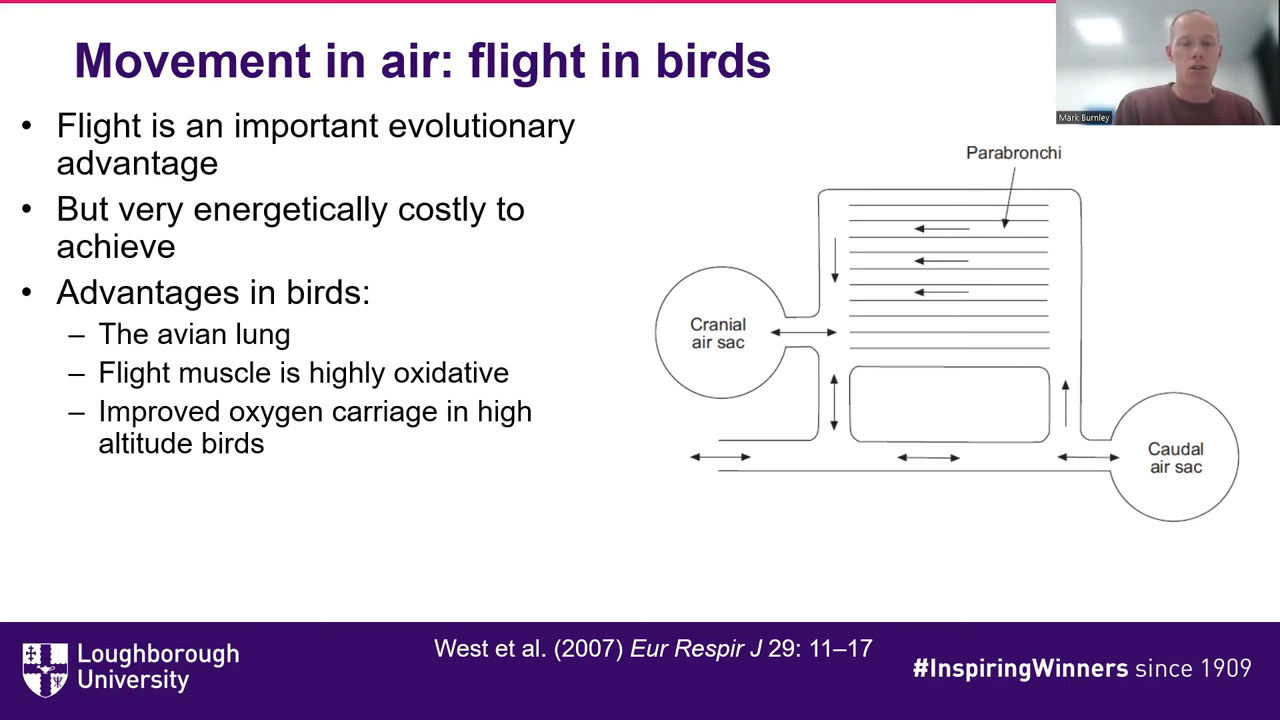 Movement in air: flight in birds
Mark Burnley
• Flight is an important evolutionary
advantage
• But very energetically costly to
achieve
• Advantages in birds:
– The avian lung
– Flight muscle is highly oxidative
– Improved oxygen carriage in high
altitude birds
Parabronchi
Cranial
air sac
Caudal
air sac
West et al. (2007) Eur Respir J 29: 11–17
Loughborough
University
#InspiringWinners since 1909